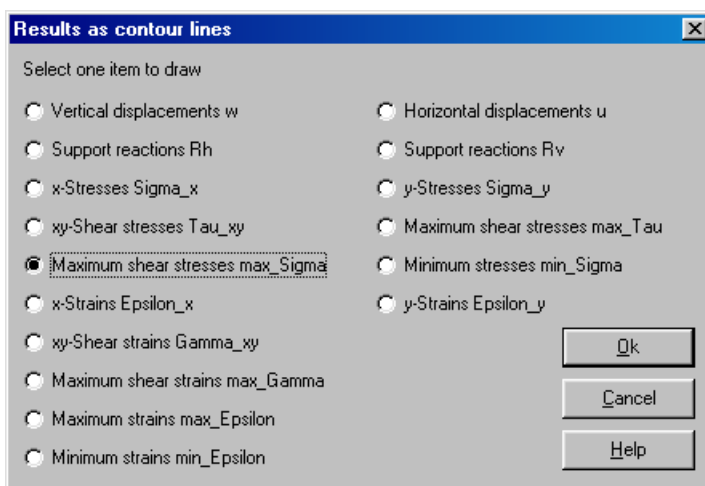 Results as contour lines
Select one item to draw
Vertical displacements w
Horizontal displacements u
Support reactions Rh
Support reactions Rv
x-Stresses Sigma_x
y-Stresses Sigma_y
xy-Shear stresses Tau_xy
Maximum shear stresses max_Tau
Maximum shear stresses max_Sigma
Minimum stresses min_Sigma
x-Strains Epsilon_x
y-Strains Epsilon_y
xy-Shear strains Gamma_xy
Ok
Maximum shear strains max_Gamma
Cancel
Maximum strains max_Epsilon
Help
Minimum strains min_Epsilon